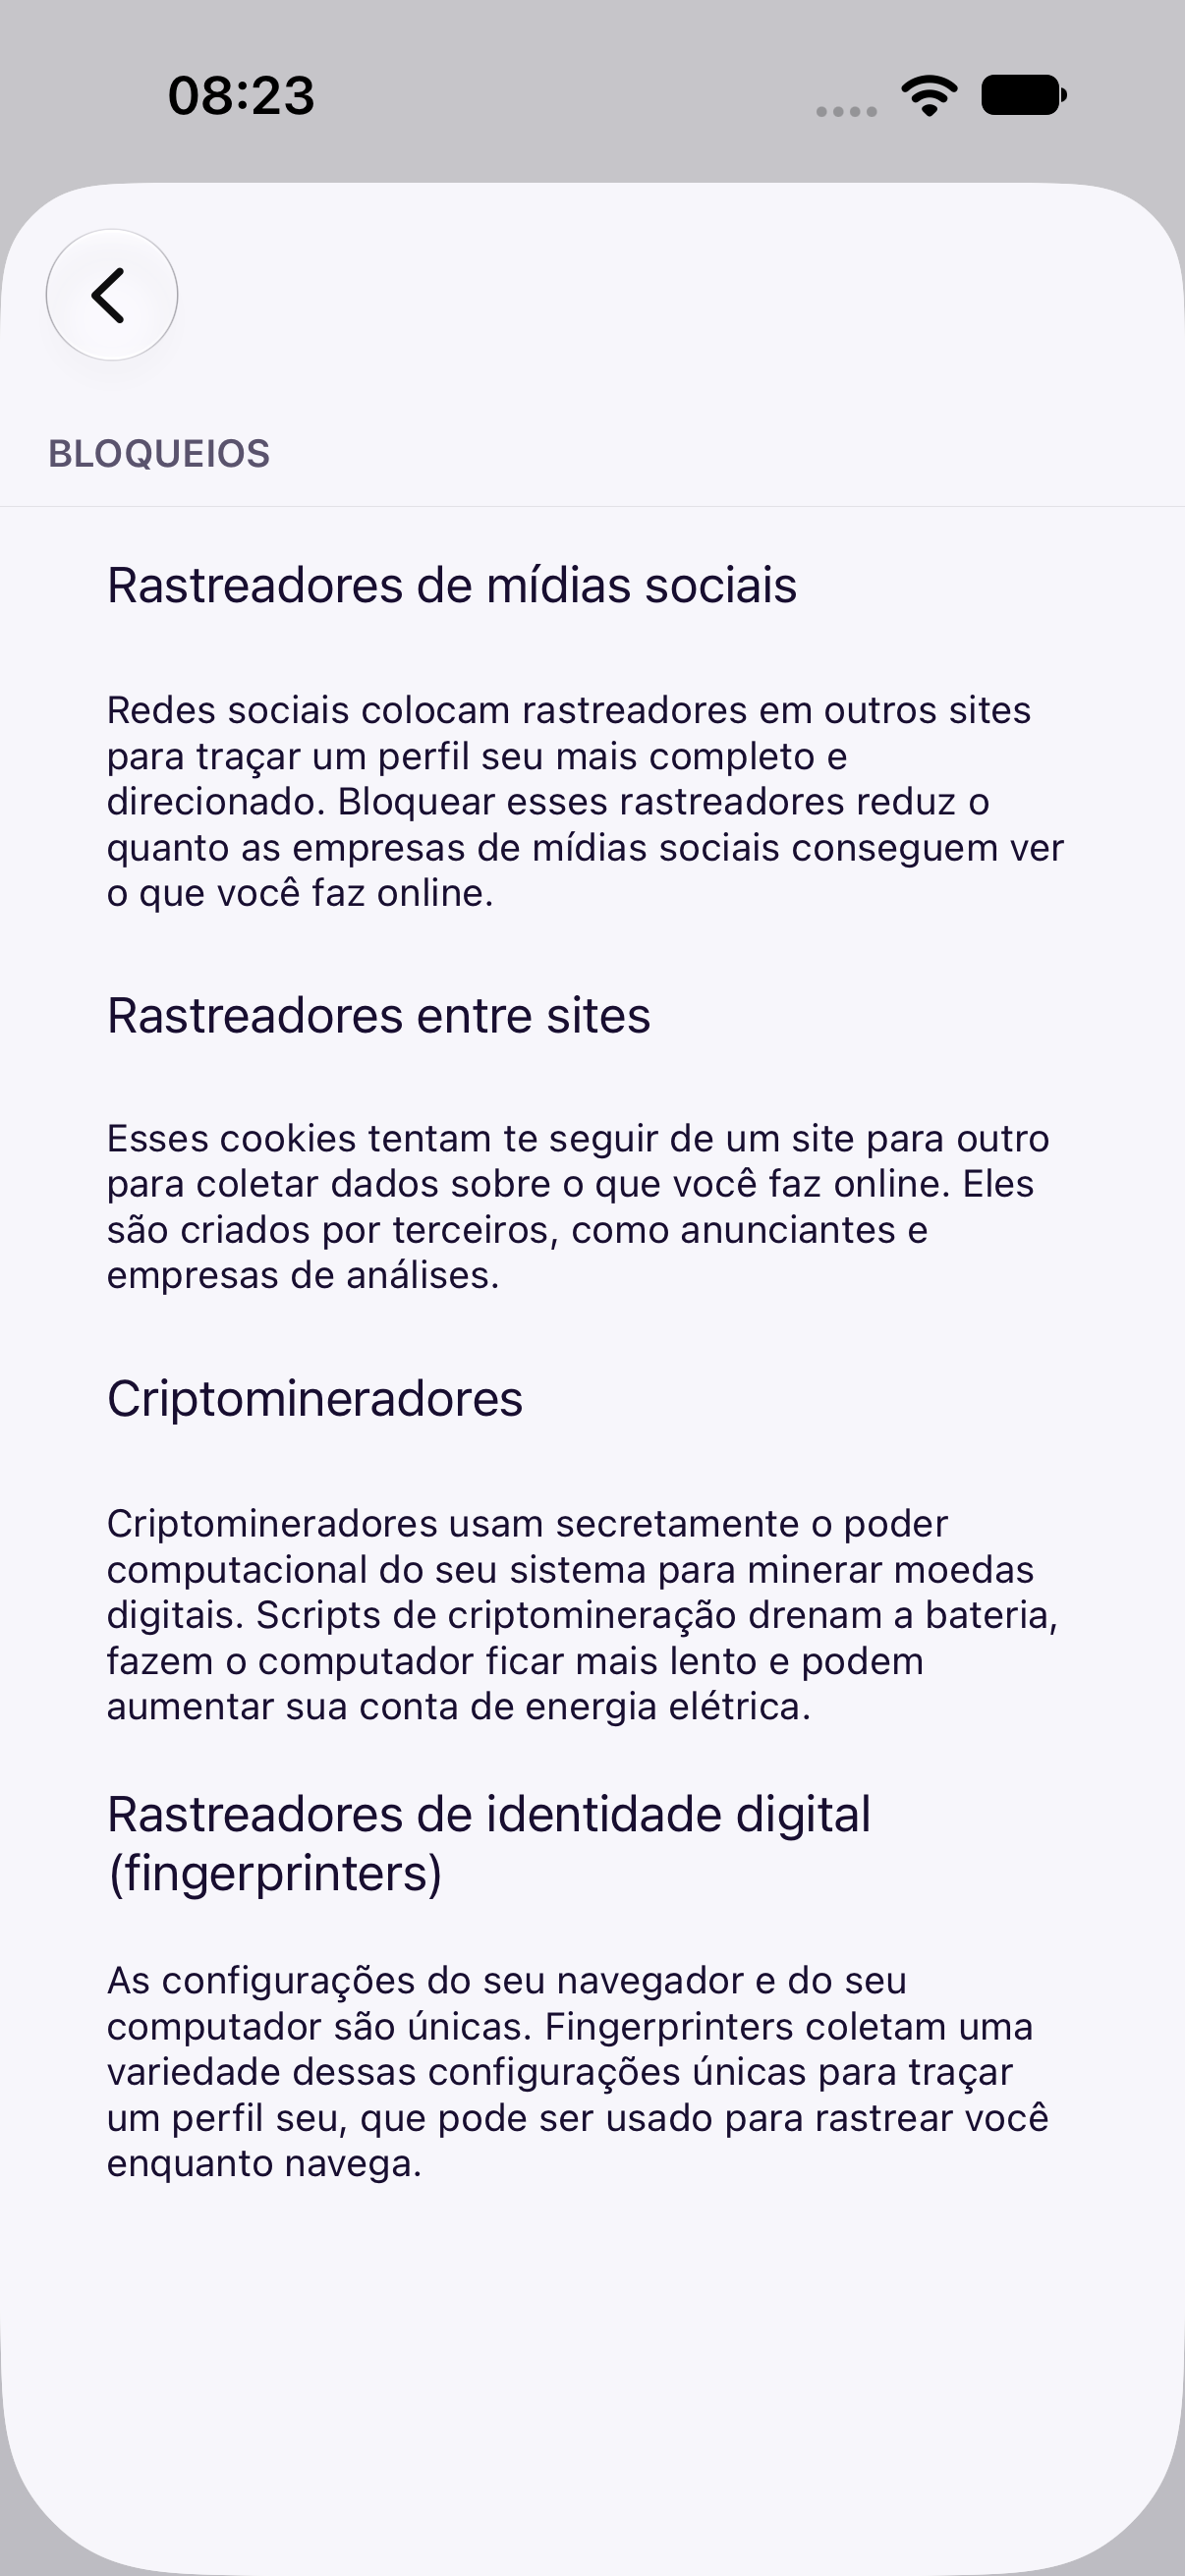 08:23
BLOQUEIOS
Rastreadores de mídias sociais
Redes sociais colocam rastreadores em outros sites
para traçar um perfil seu mais completo e
direcionado. Bloquear esses rastreadores reduz o
quanto as empresas de mídias sociais conseguem ver
o que você faz online.
Rastreadores entre sites
Esses cookies tentam te seguir de um site para outro
para coletar dados sobre o que você faz online. Eles
são criados por terceiros, como anunciantes e
empresas de análises.
Criptomineradores
Criptomineradores usam secretamente o poder
computacional do seu sistema para minerar moedas
digitais. Scripts de criptomineração drenam a bateria,
fazem o computador ficar mais lento e podem
aumentar sua conta de energia elétrica.
Rastreadores de identidade digital
(fingerprinters)
As configurações do seu navegador e do seu
computador são únicas. Fingerprinters coletam uma
variedade dessas configurações únicas para traçar
um perfil seu, que pode ser usado para rastrear você
enquanto navega.